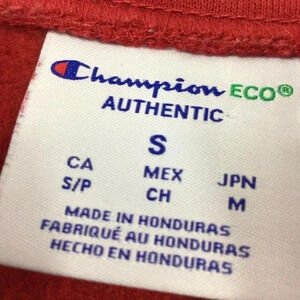 Champion ECO®
AUTHENTIC
S
CA MEX JPN
S/P CH M
MADE IN HONDURAS
FABRIQUÉ AU HONDURAS
HECHO EN HONDURAS